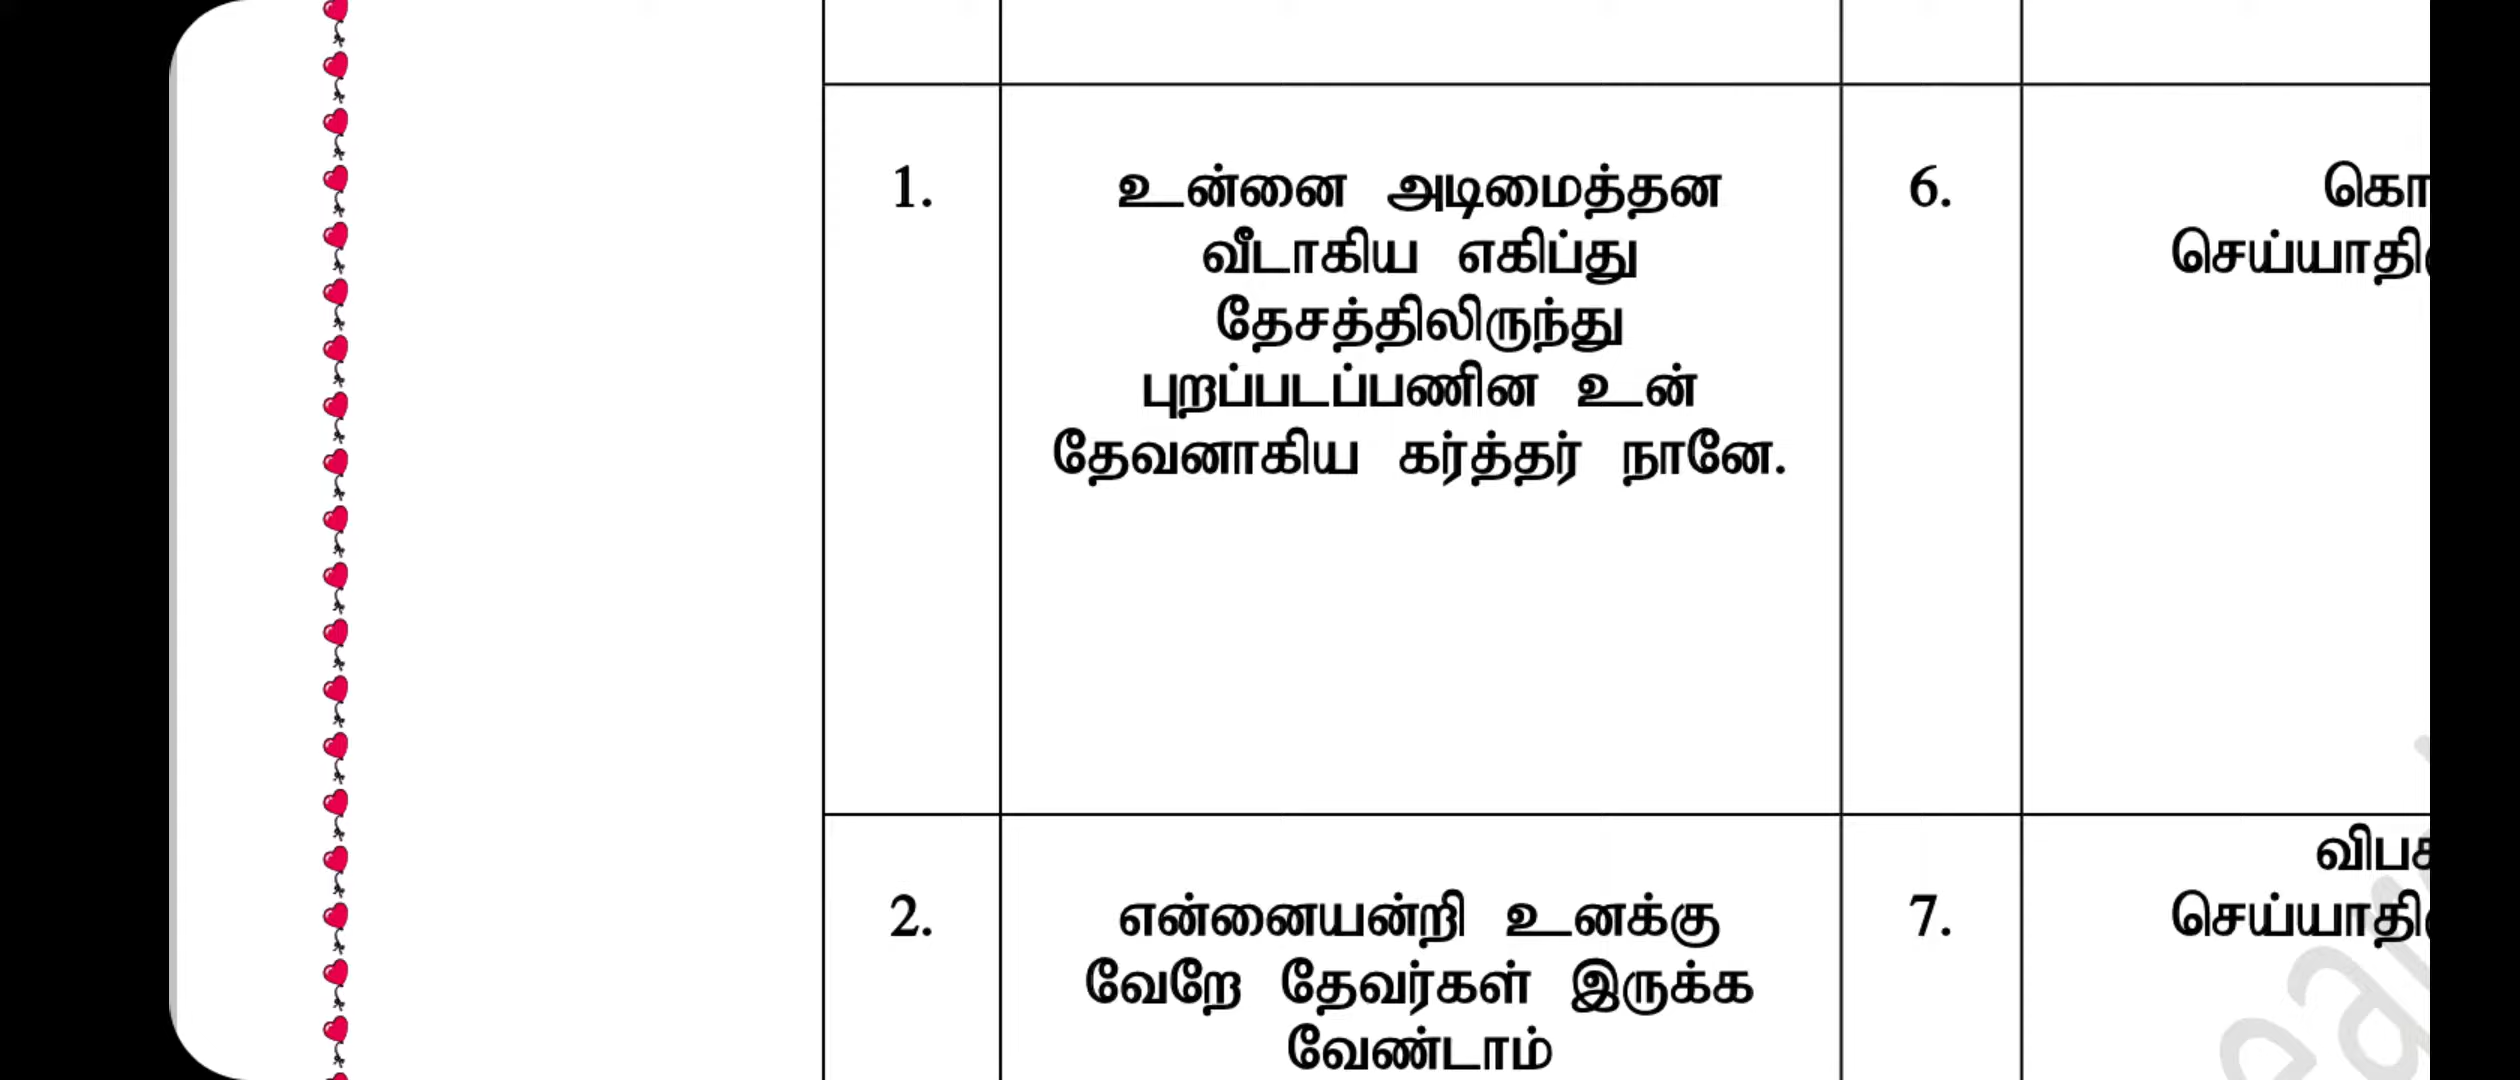 1.
உன்னை அடிமைத்தன
வீடாகிய எகிப்து
தேசத்திலிருந்து
புறப்படப்பணின உன்
தேவனாகிய கர்த்தர் நானே.
6.
2.
என்னையன்றி உனக்கு
வேறே தேவர்கள் இருக்க
வேண்டாம்
7.